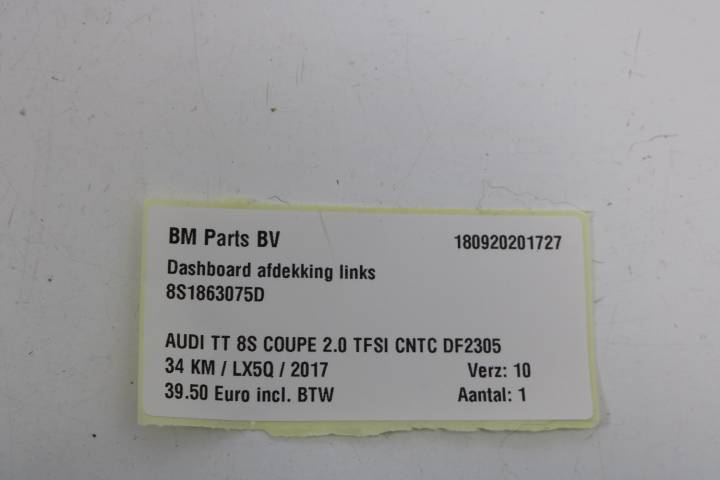 BM Parts BV 180920201727
Dashboard afdekking links
8S1863075D
AUDI TT 8S COUPE 2.0 TFSI CNTC DF2305
34 KM / LX5Q / 2017 Verz: 10
39.50 Euro incl. BTW Aantal: 1